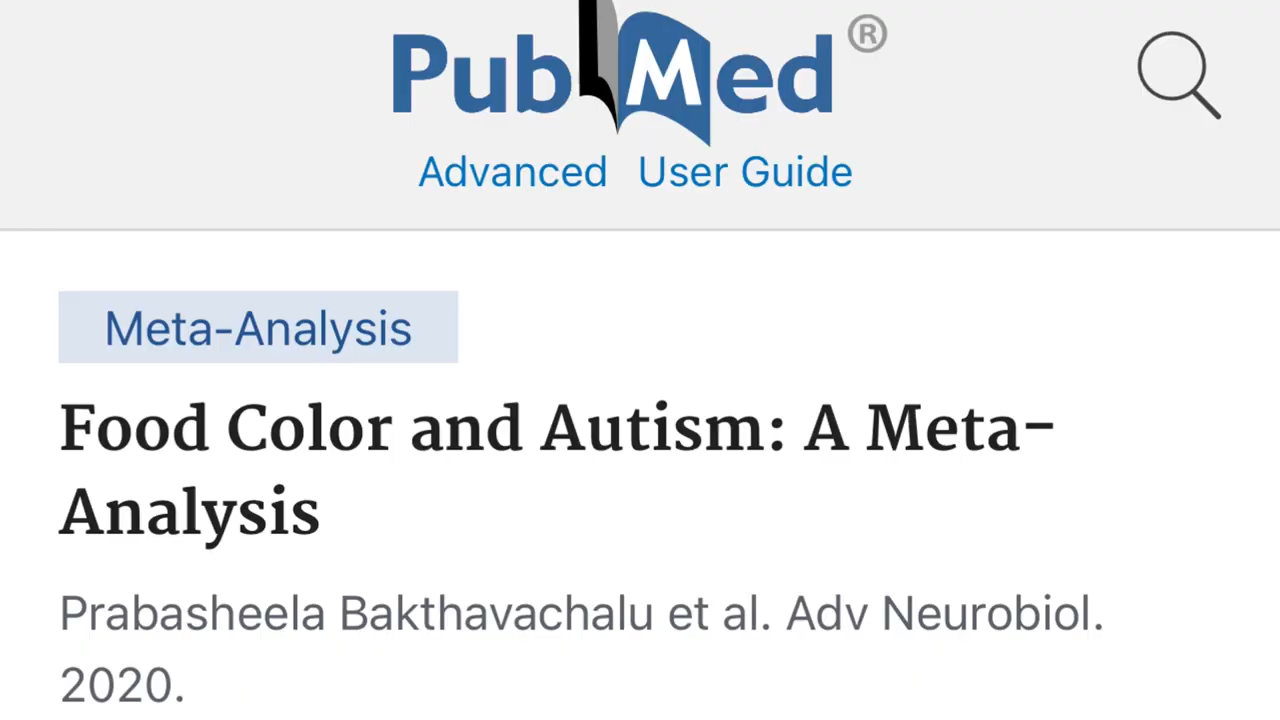 PubMed®
Advanced User Guide
Meta-Analysis
Food Color and Autism: A Meta-
Analysis
Prabasheela Bakthavachalu et al. Adv Neurobiol.
2020.